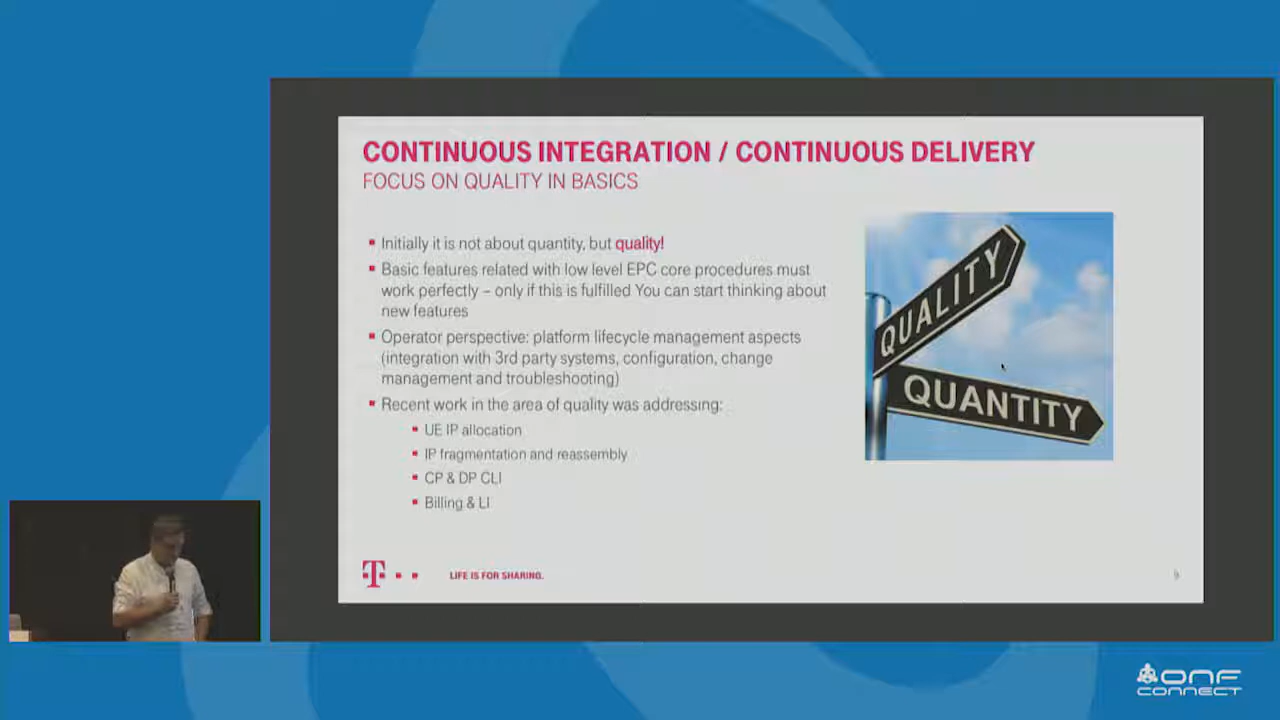 CONTINUOUS INTEGRATION / CONTINUOUS DELIVERY
FOCUS ON QUALITY IN BASICS
Initially it is not about quantity, but quality!
Basic features related with low level EPC core procedures must
work perfectly – only if this is fulfilled You can start thinking about
new features
Operator perspective: platform lifecycle management aspects
(integration with 3rd party systems, configuration, change
management and troubleshooting)
Recent work in the area of quality was addressing:
UE IP allocation
IP fragmentation and reassembly
CP & DP CLI
Billing & LI
QUALITY
QUANTITY
T
LIFE IS FOR SHARING.
9
ONF
CONNECT